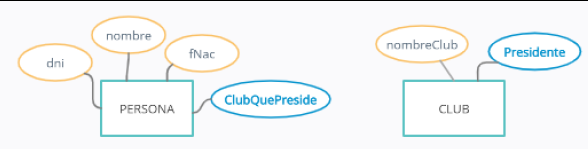 nombre
dni
fNac
ClubQuePreside
PERSONA
nombreClub
Presidente
CLUB